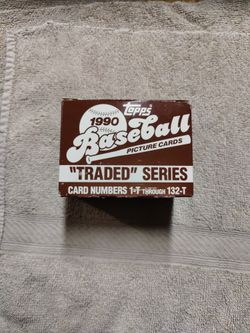 topps
1990
Baseball
PICTURE CARDS
"TRADED" SERIES
CARD NUMBERS 1-T THROUGH 132-T